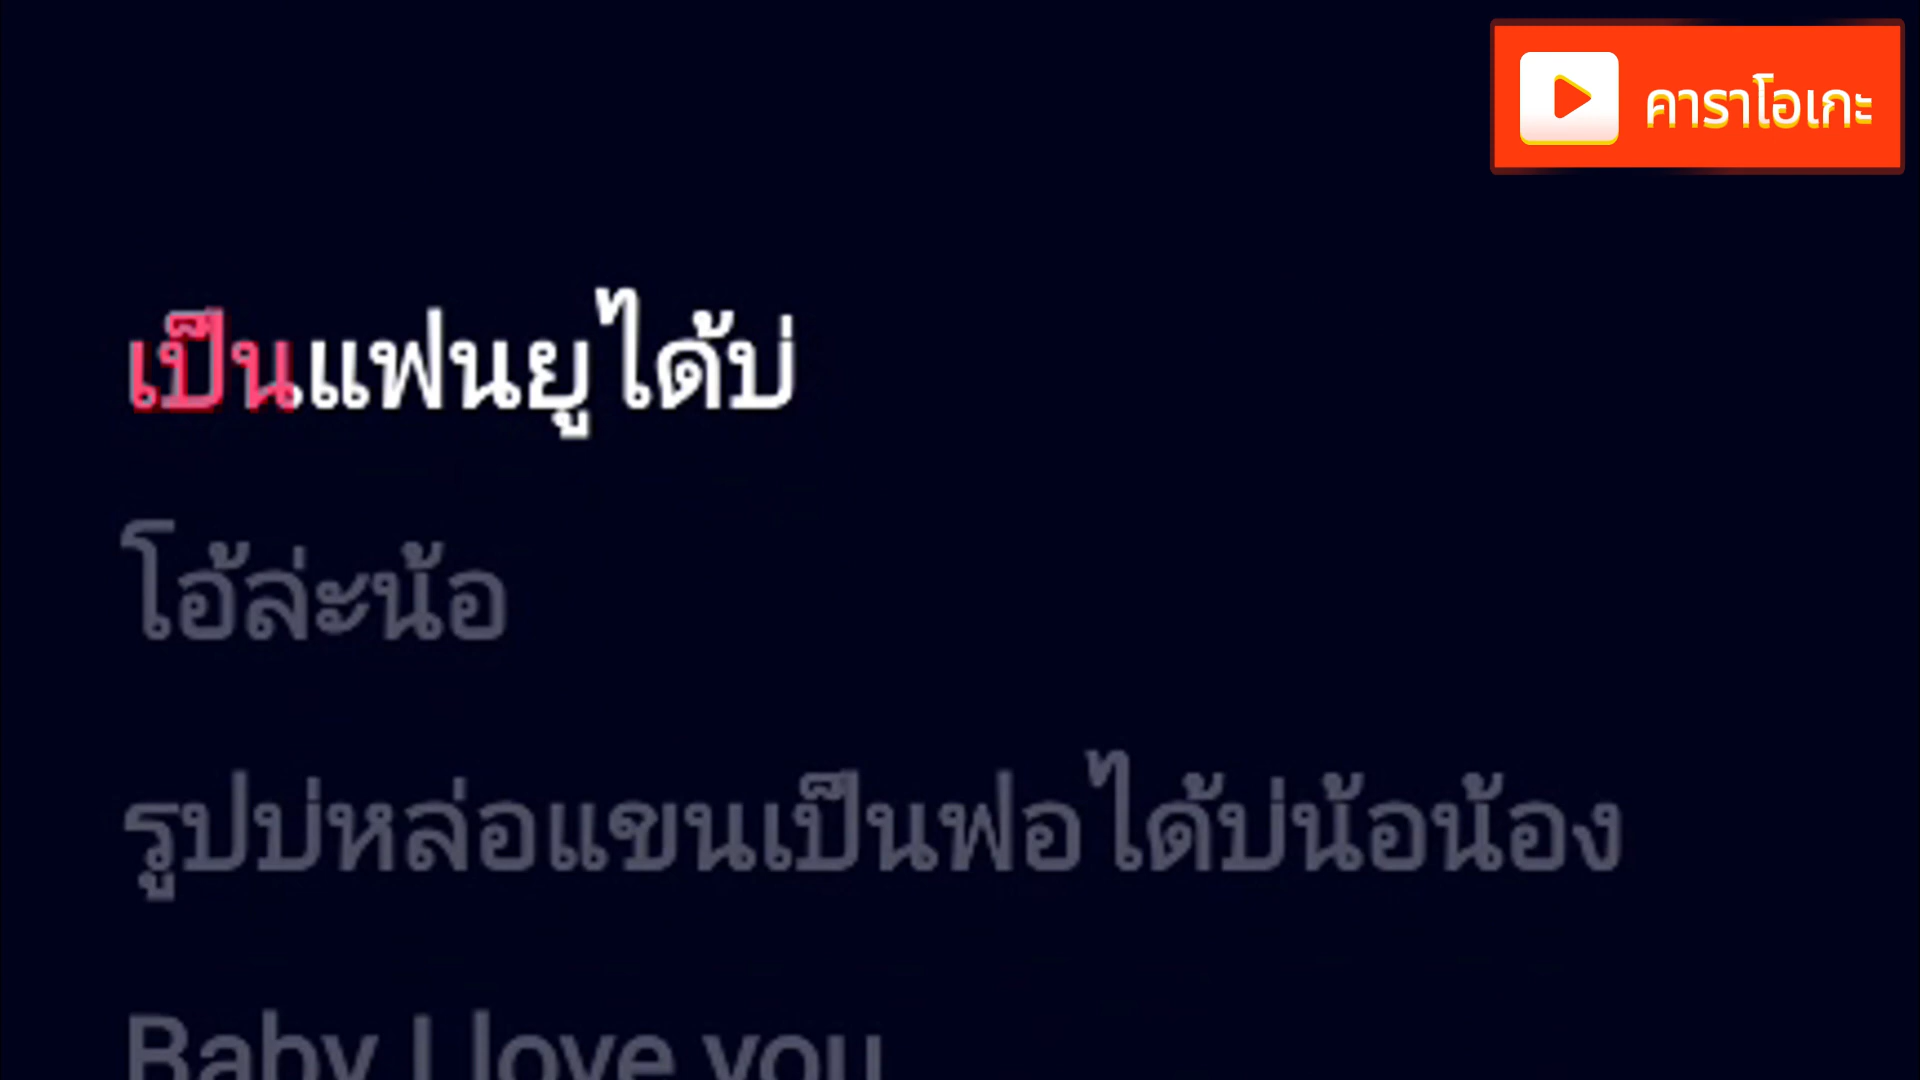 คาราโอเกะ
เป็นแฟนยูได้บ่
โอ้ล่ะน้อ
รูปบ่หล่อแขนเป็นฟอได้บ่น้อน้อง
Baby I love you